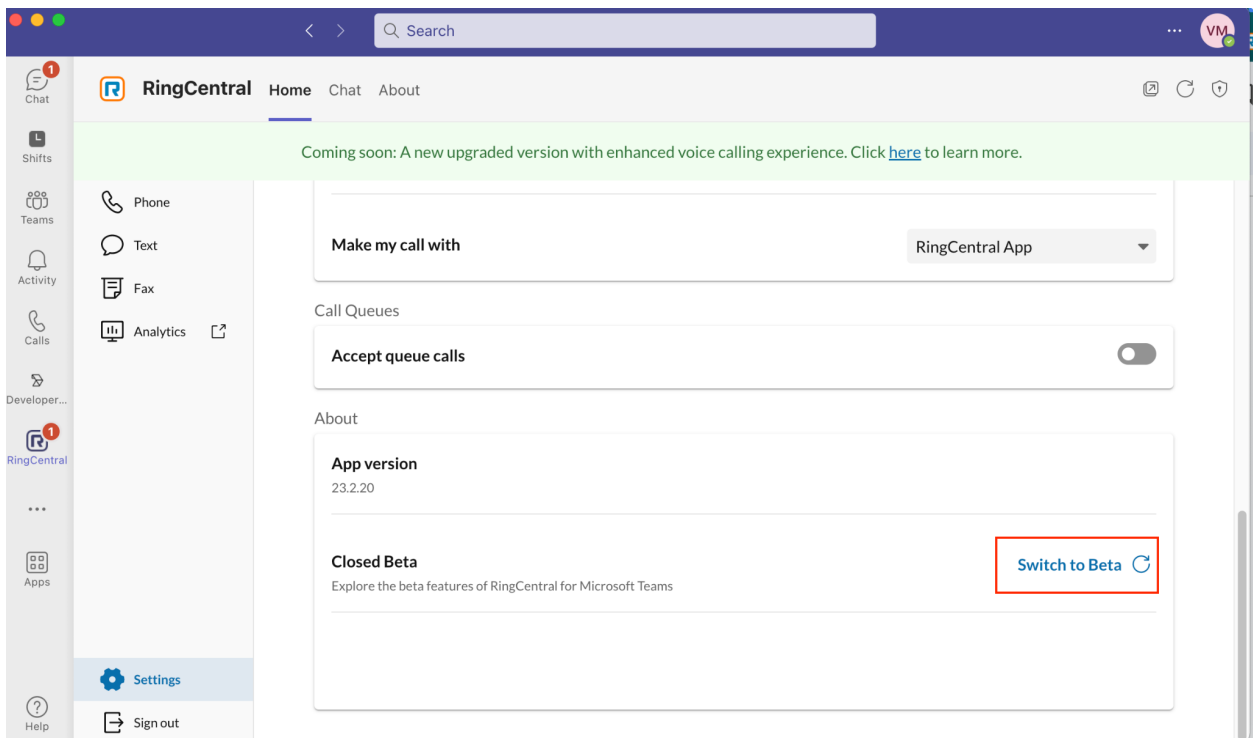 Search
...
VM
1
Chat
Shifts
Teams
Activity
Calls
Developer...
1
RingCentral
...
Apps
Help
RingCentral Home Chat About
Coming soon: A new upgraded version with enhanced voice calling experience. Click here to learn more.
Phone
Text
Fax
Analytics
Settings
Sign out
Make my call with RingCentral App
Call Queues
Accept queue calls
About
App version
23.2.20
Closed Beta
Explore the beta features of RingCentral for Microsoft Teams
Switch to Beta